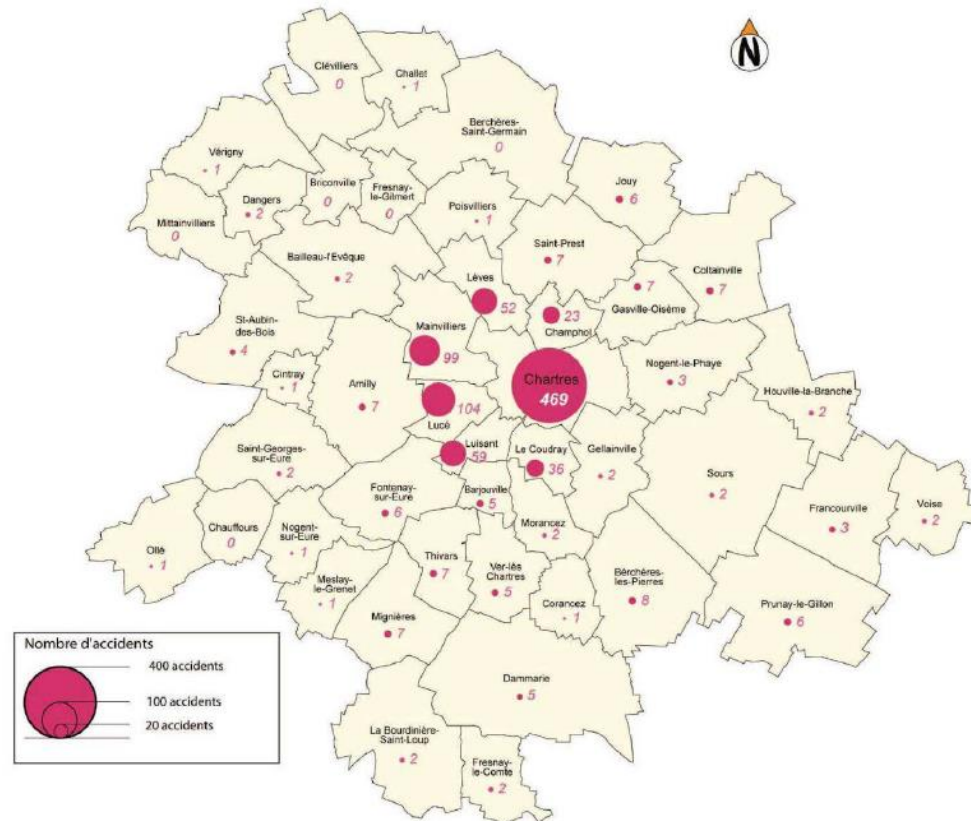 N
Clévilliers
0
Challet
1
Berchères-
Saint-Germain
0
Vérigny
1
Jouy
6
Dangers
2
Briconville
0
Fresnay-
le-Gilmert
0
Poisvilliers
1
Mittainvilliers
0
Saint-Prest
7
Bailleau-l'Evêque
2
Lèves
52
Coltainville
7
7
Gasville-Oisème
23
Champhol
St-Aubin-
des-Bois
4
Mainvilliers
99
Nogent-le-Phaye
3
Chartres
469
Cintray
1
Amilly
7
Houville-la-Branche
2
104
Lucé
Luisant
59
Le Coudray
36
Gellainville
2
Saint-Georges-
sur-Eure
2
Sours
2
Fontenay-
sur-Eure
6
Barjouville
5
Francourville
3
Voise
2
Morancez
2
Chauffours
0
Nogent-
sur-Eure
1
Ollé
1
Thivars
7
Ver-lès
Chartres
5
Bérchères-
les-Pierres
8
Meslay-
le-Grenet
1
Corancez
1
Prunay-le-Gillon
6
Mignières
7
Dammarie
5
La Bourdinière-
Saint-Loup
2
Fresnay-
le-Comte
2
Nombre d'accidents
400 accidents
100 accidents
20 accidents